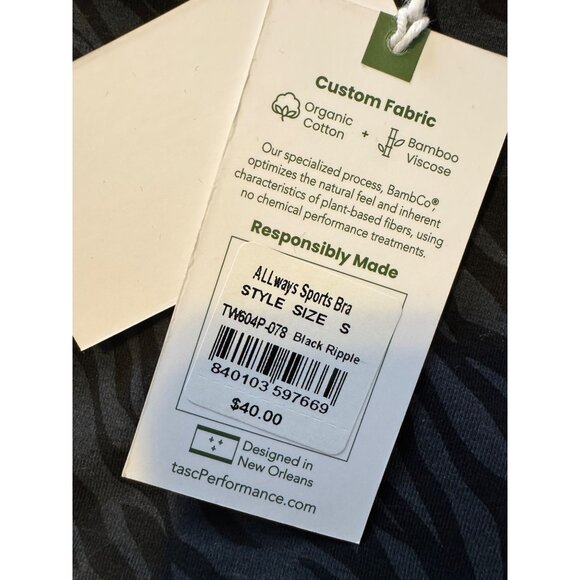 Custom Fabric
Organic Cotton + Bamboo Viscose
Our specialized process, BambCo®,
optimizes the natural feel and inherent
characteristics of plant-based fibers, using
no chemical performance treatments.
Responsibly Made
ALLways Sports Bra
STYLE SIZE S
TW604P-078 Black Ripple
840103 597669
$40.00
Designed in
New Orleans
tascPerformance.com